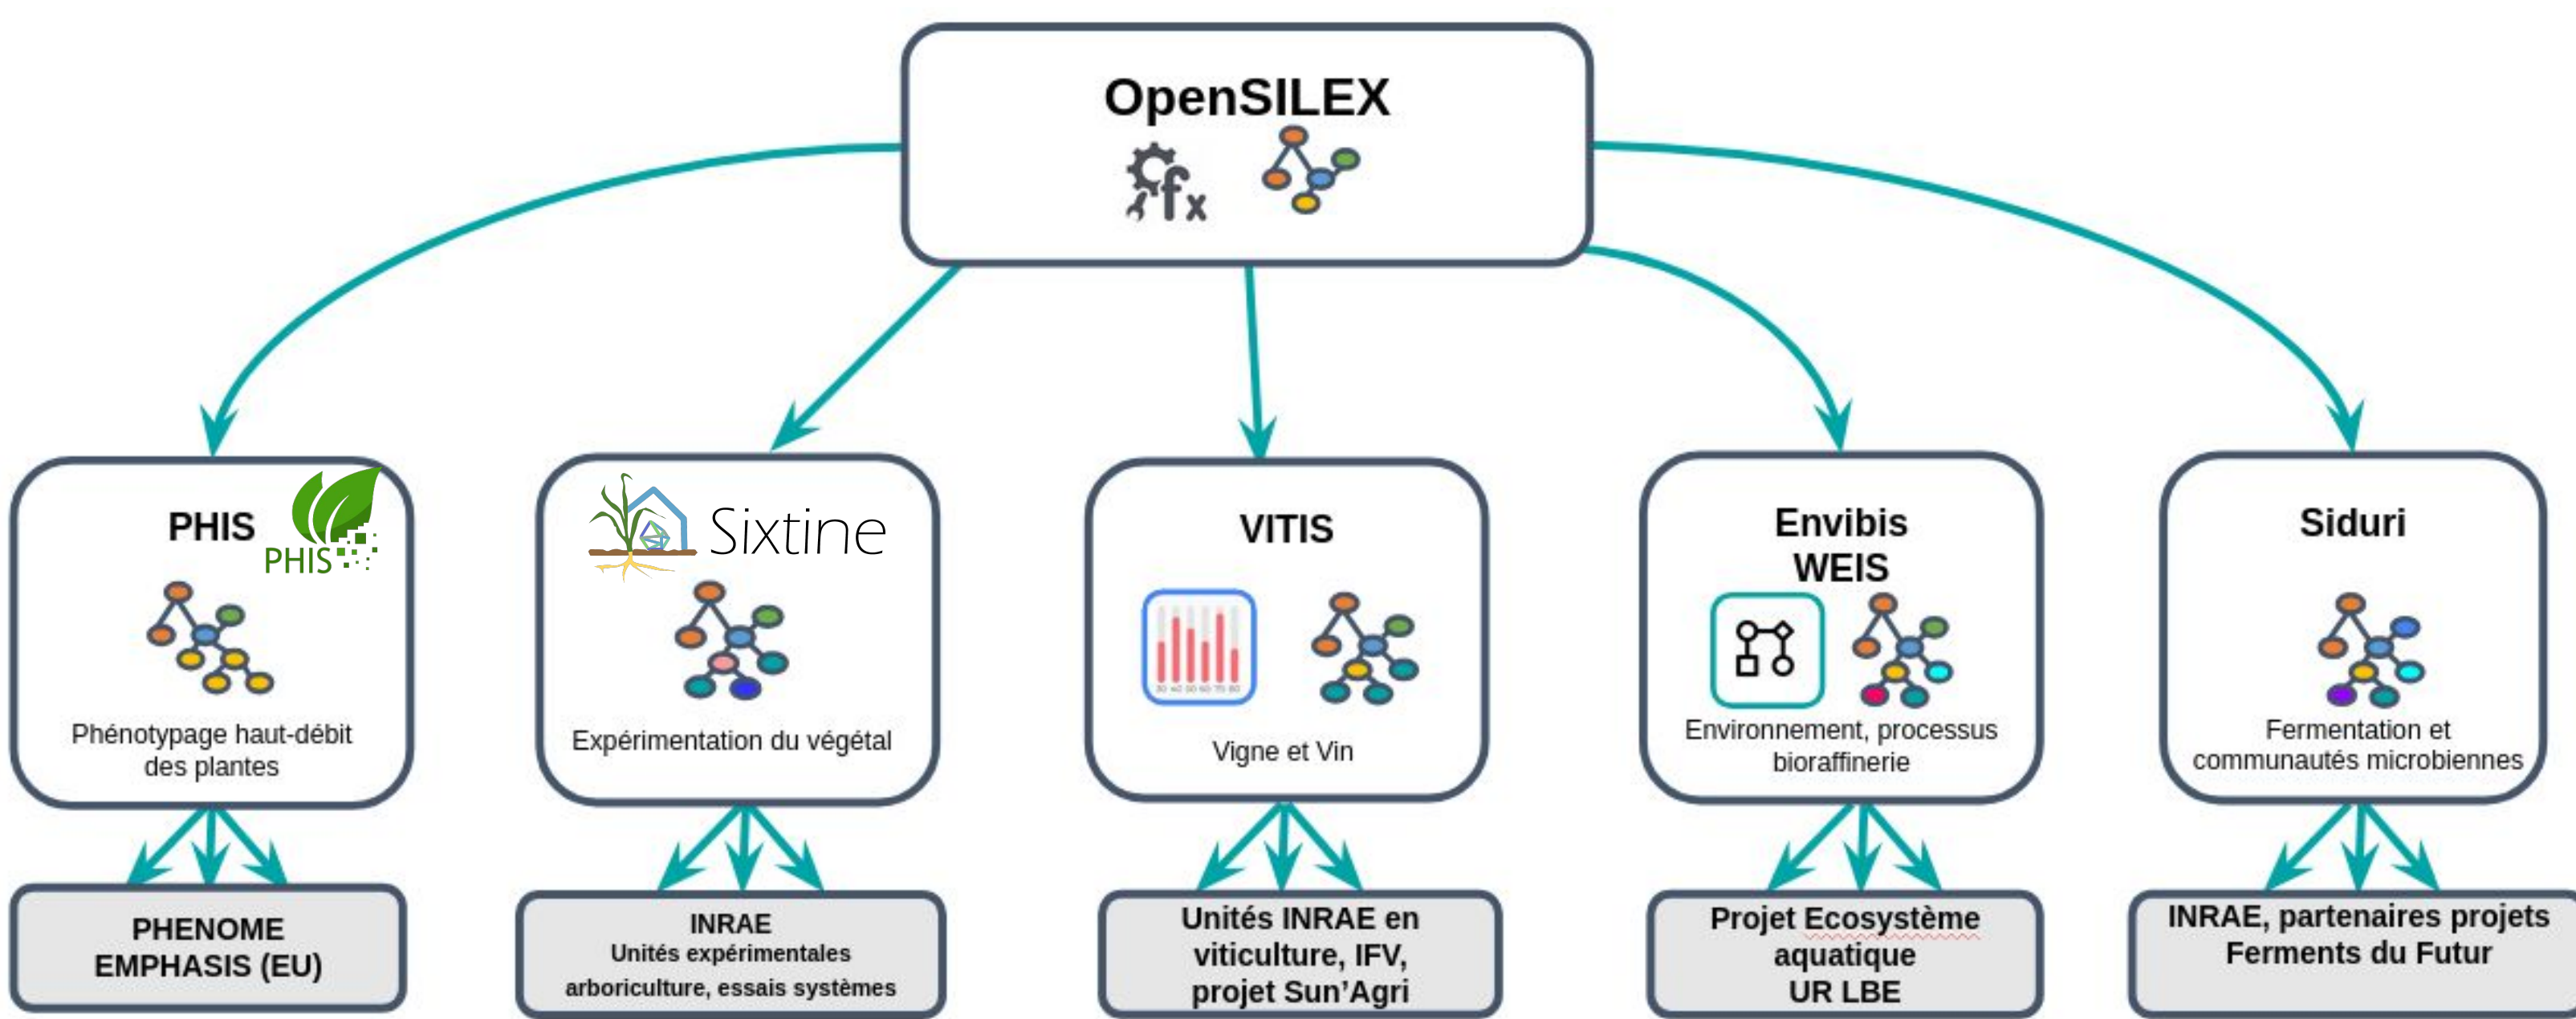 OpenSILEX
fx
PHIS
PHIS
Phénotypage haut-débit
des plantes
Sixtine
Expérimentation du végétal
VITIS
Vigne et Vin
Envibis
WEIS
Environnement, processus
bioraffinerie
Siduri
Fermentation et
communautés microbiennes
PHENOME
EMPHASIS (EU)
INRAE
Unités expérimentales
arboriculture, essais systèmes
Unités INRAE en
viticulture, IFV,
projet Sun'Agri
Projet Ecosystème
aquatique
UR LBE
INRAE, partenaires projets
Ferments du Futur